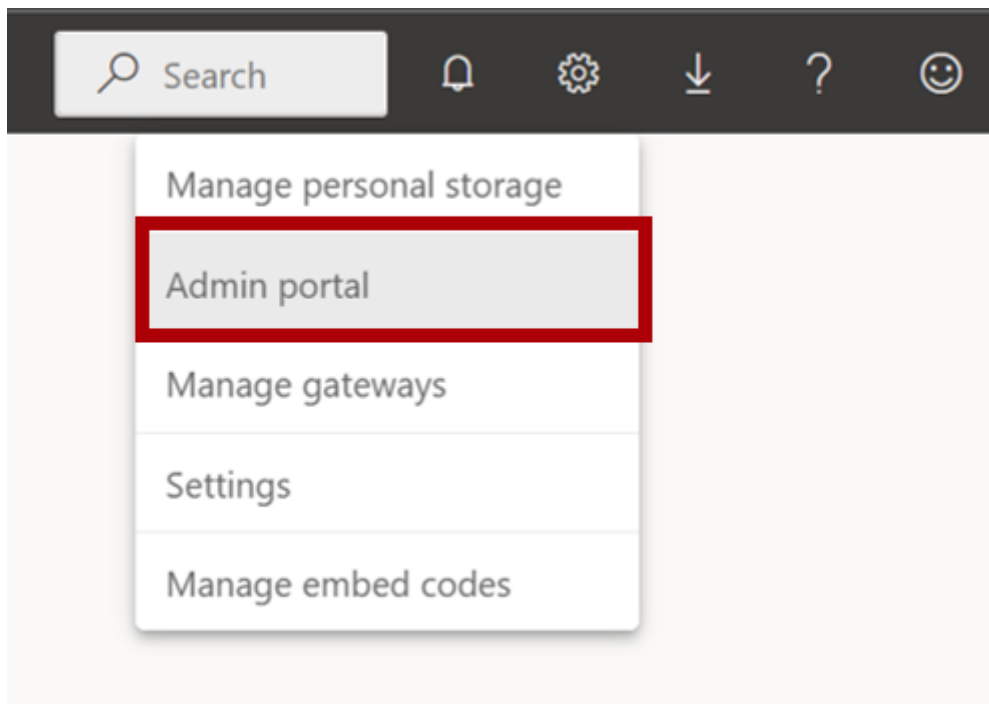 Search
Manage personal storage
Admin portal
Manage gateways
Settings
Manage embed codes